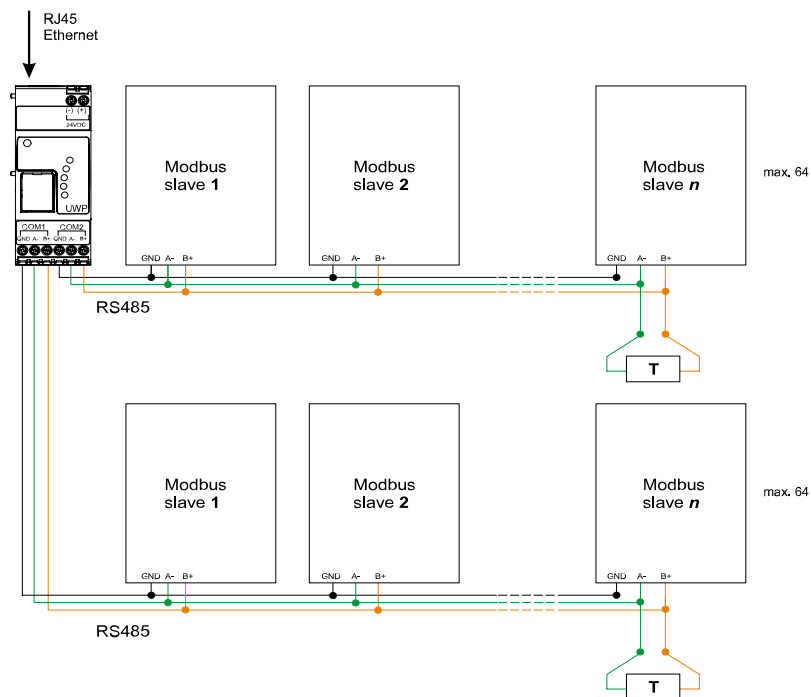 RJ45
Ethernet
(-) (+)
24VDC
UWP
COM1 COM2
GND A- B+ GND A- B+
Modbus
slave 1
Modbus
slave 2
Modbus
slave n
max. 64
GND A- B+
GND A- B+
GND A- B+
RS485
T
Modbus
slave 1
Modbus
slave 2
Modbus
slave n
max. 64
GND A- B+
GND A- B+
GND A- B+
RS485
T